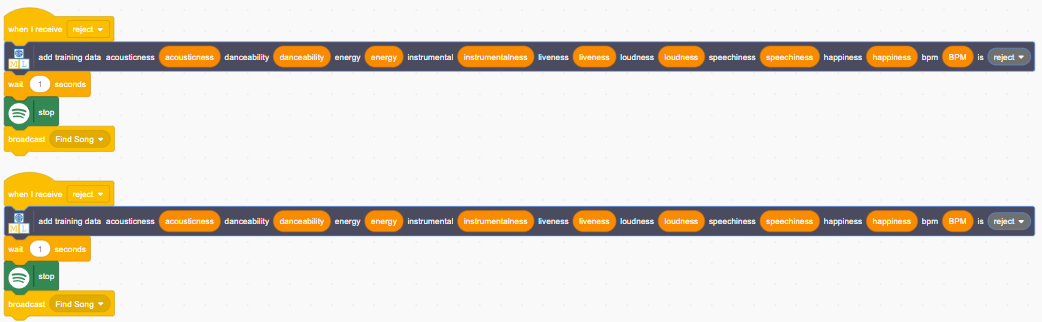 when I receive reject
add training data acousticness acousticness danceability danceability energy energy instrumental instrumentalness liveness liveness loudness loudness speechiness speechiness happiness happiness bpm BPM is reject
ML
wait 1 seconds
stop
broadcast Find Song
when I receive reject
add training data acousticness acousticness danceability danceability energy energy instrumental instrumentalness liveness liveness loudness loudness speechiness speechiness happiness happiness bpm BPM is reject
ML
wait 1 seconds
stop
broadcast Find Song